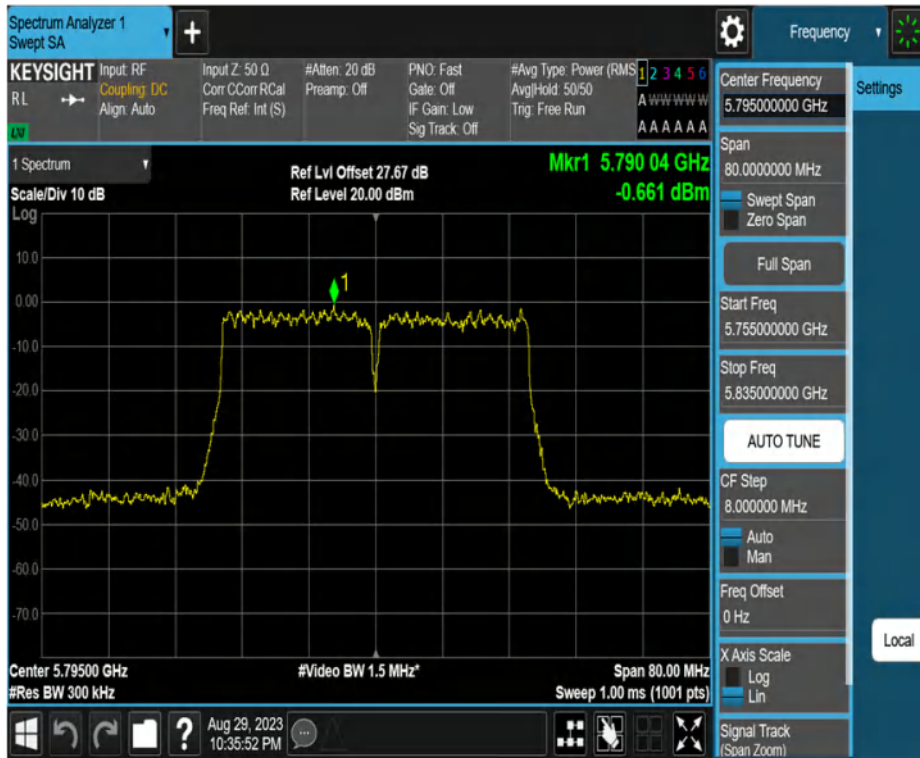 Spectrum Analyzer 1
Swept SA
+
Frequency
KEYSIGHT
R L
LXI
Input: RF
Coupling: DC
Align: Auto
Input Z: 50 Ω
Corr CCorr RCal
Freq Ref: Int (S)
#Atten: 20 dB
Preamp: Off
PNO: Fast
Gate: Off
IF Gain: Low
Sig Track: Off
#Avg Type: Power (RMS
Avg|Hold: 50/50
Trig: Free Run
1 2 3 4 5 6
A W W W W W
A A A A A A
1 Spectrum
Scale/Div 10 dB
Log
Ref Lvl Offset 27.67 dB
Ref Level 20.00 dBm
Mkr1 5.790 04 GHz
-0.661 dBm
10.0
0.00
-10.0
-20.0
-30.0
-40.0
-50.0
-60.0
-70.0
1
Center 5.79500 GHz
#Res BW 300 kHz
#Video BW 1.5 MHz*
Span 80.00 MHz
Sweep 1.00 ms (1001 pts)
?
Aug 29, 2023
10:35:52 PM
Center Frequency
5.795000000 GHz
Span
80.0000000 MHz
Swept Span
Zero Span
Full Span
Start Freq
5.755000000 GHz
Stop Freq
5.835000000 GHz
AUTO TUNE
CF Step
8.000000 MHz
Auto
Man
Freq Offset
0 Hz
X Axis Scale
Log
Lin
Signal Track
(Span Zoom)
Settings
Local